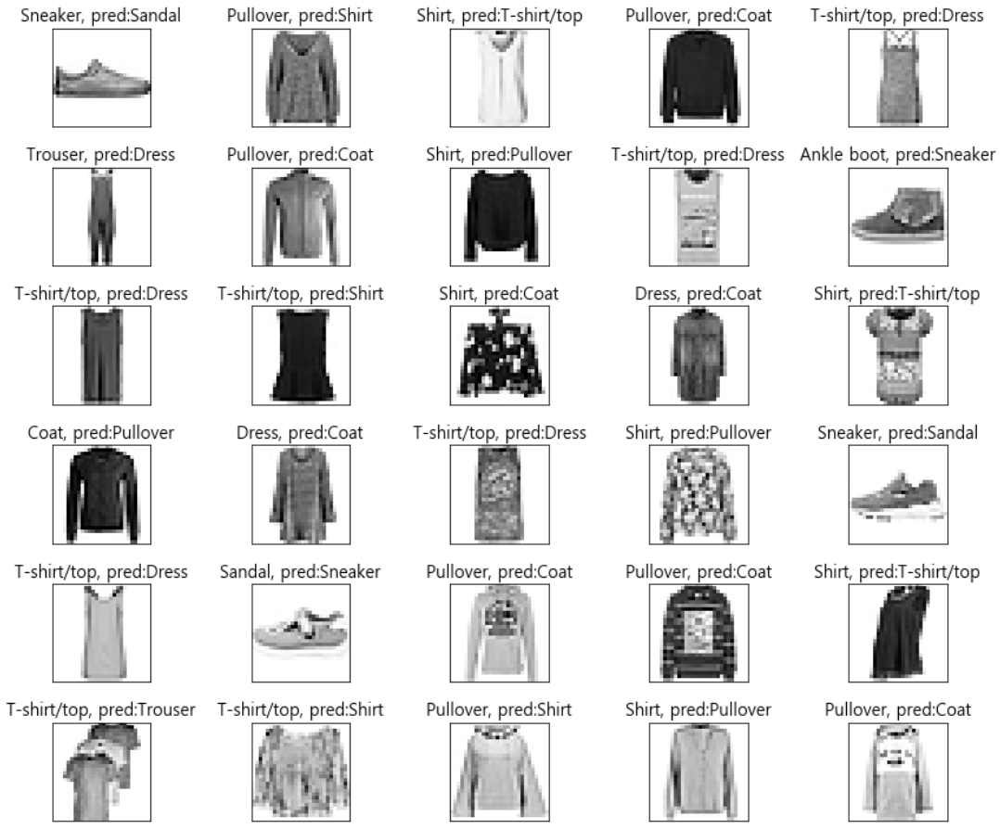 Sneaker, pred:Sandal
Pullover, pred:Shirt
Shirt, pred:T-shirt/top
Pullover, pred:Coat
T-shirt/top, pred:Dress
Trouser, pred:Dress
Pullover, pred:Coat
Shirt, pred:Pullover
T-shirt/top, pred:Dress
Ankle boot, pred:Sneaker
T-shirt/top, pred:Dress
T-shirt/top, pred:Shirt
Shirt, pred:Coat
Dress, pred:Coat
Shirt, pred:T-shirt/top
Coat, pred:Pullover
Dress, pred:Coat
T-shirt/top, pred:Dress
Shirt, pred:Pullover
Sneaker, pred:Sandal
T-shirt/top, pred:Dress
Sandal, pred:Sneaker
Pullover, pred:Coat
Pullover, pred:Coat
Shirt, pred:T-shirt/top
T-shirt/top, pred:Trouser
T-shirt/top, pred:Shirt
Pullover, pred:Shirt
Shirt, pred:Pullover
Pullover, pred:Coat